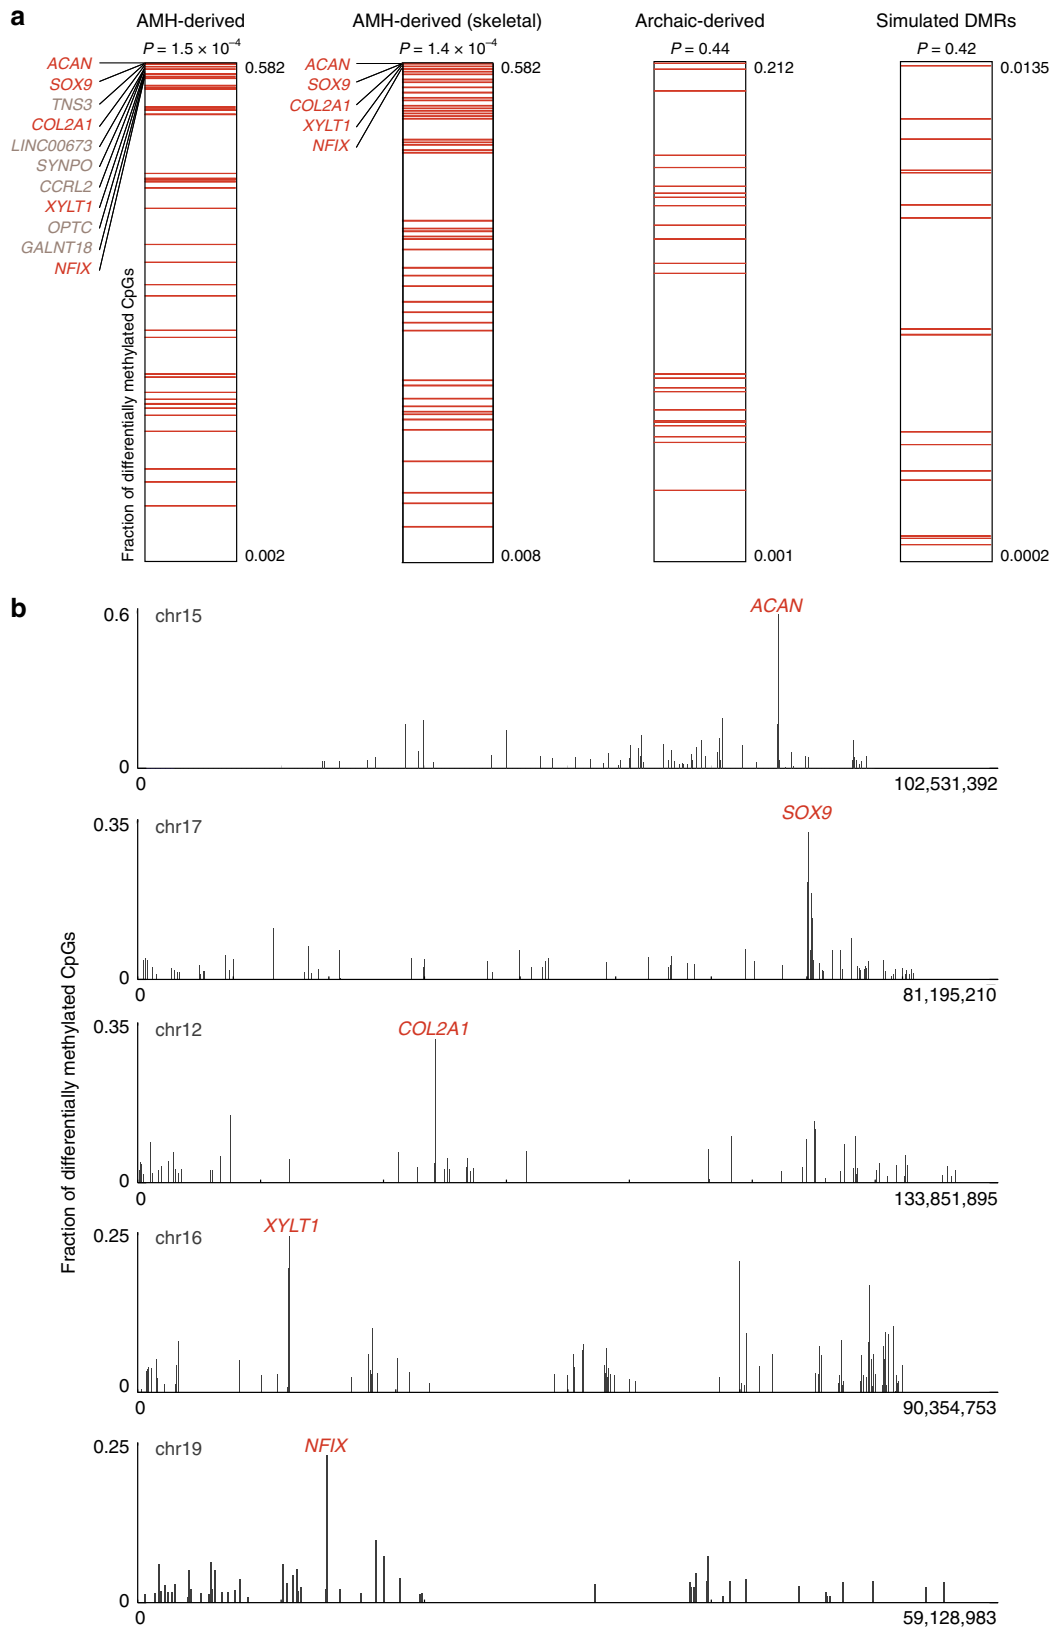 a
AMH-derived
P = 1.5 × 10⁻⁴
ACAN
SOX9
TNS3
COL2A1
LINC00673
SYNPO
CCRL2
XYLT1
OPTC
GALNT18
NFIX
0.582
0.002
Fraction of differentially methylated CpGs
AMH-derived (skeletal)
P = 1.4 × 10⁻⁴
ACAN
SOX9
COL2A1
XYLT1
NFIX
0.582
0.008
Archaic-derived
P = 0.44
0.212
0.001
Simulated DMRs
P = 0.42
0.0135
0.0002
b
Fraction of differentially methylated CpGs
0.6
chr15
ACAN
0
0
102,531,392
0.35
chr17
SOX9
0
0
81,195,210
0.35
chr12
COL2A1
0
0
133,851,895
0.25
chr16
XYLT1
0
0
90,354,753
0.25
chr19
NFIX
0
0
59,128,983